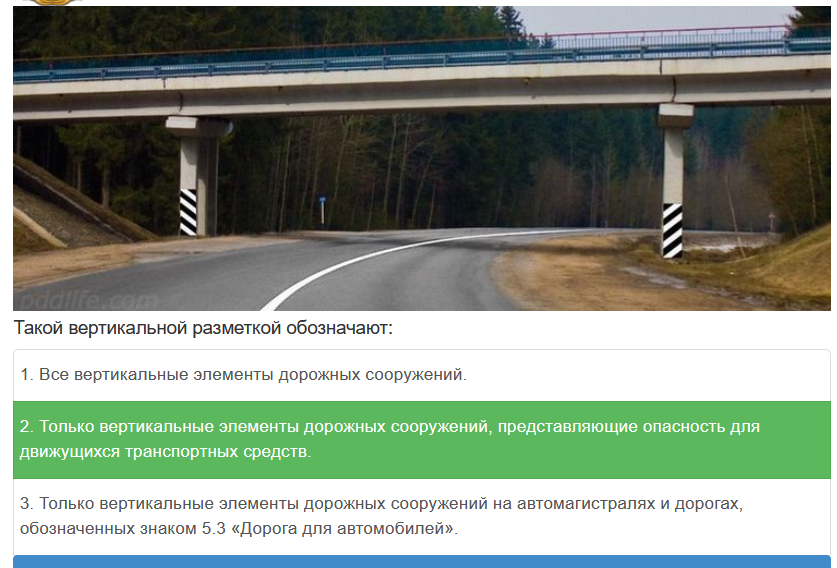 pddlife.com
Такой вертикальной разметкой обозначают:
1. Все вертикальные элементы дорожных сооружений.
2. Только вертикальные элементы дорожных сооружений, представляющие опасность для
движущихся транспортных средств.
3. Только вертикальные элементы дорожных сооружений на автомагистралях и дорогах,
обозначенных знаком 5.3 «Дорога для автомобилей».